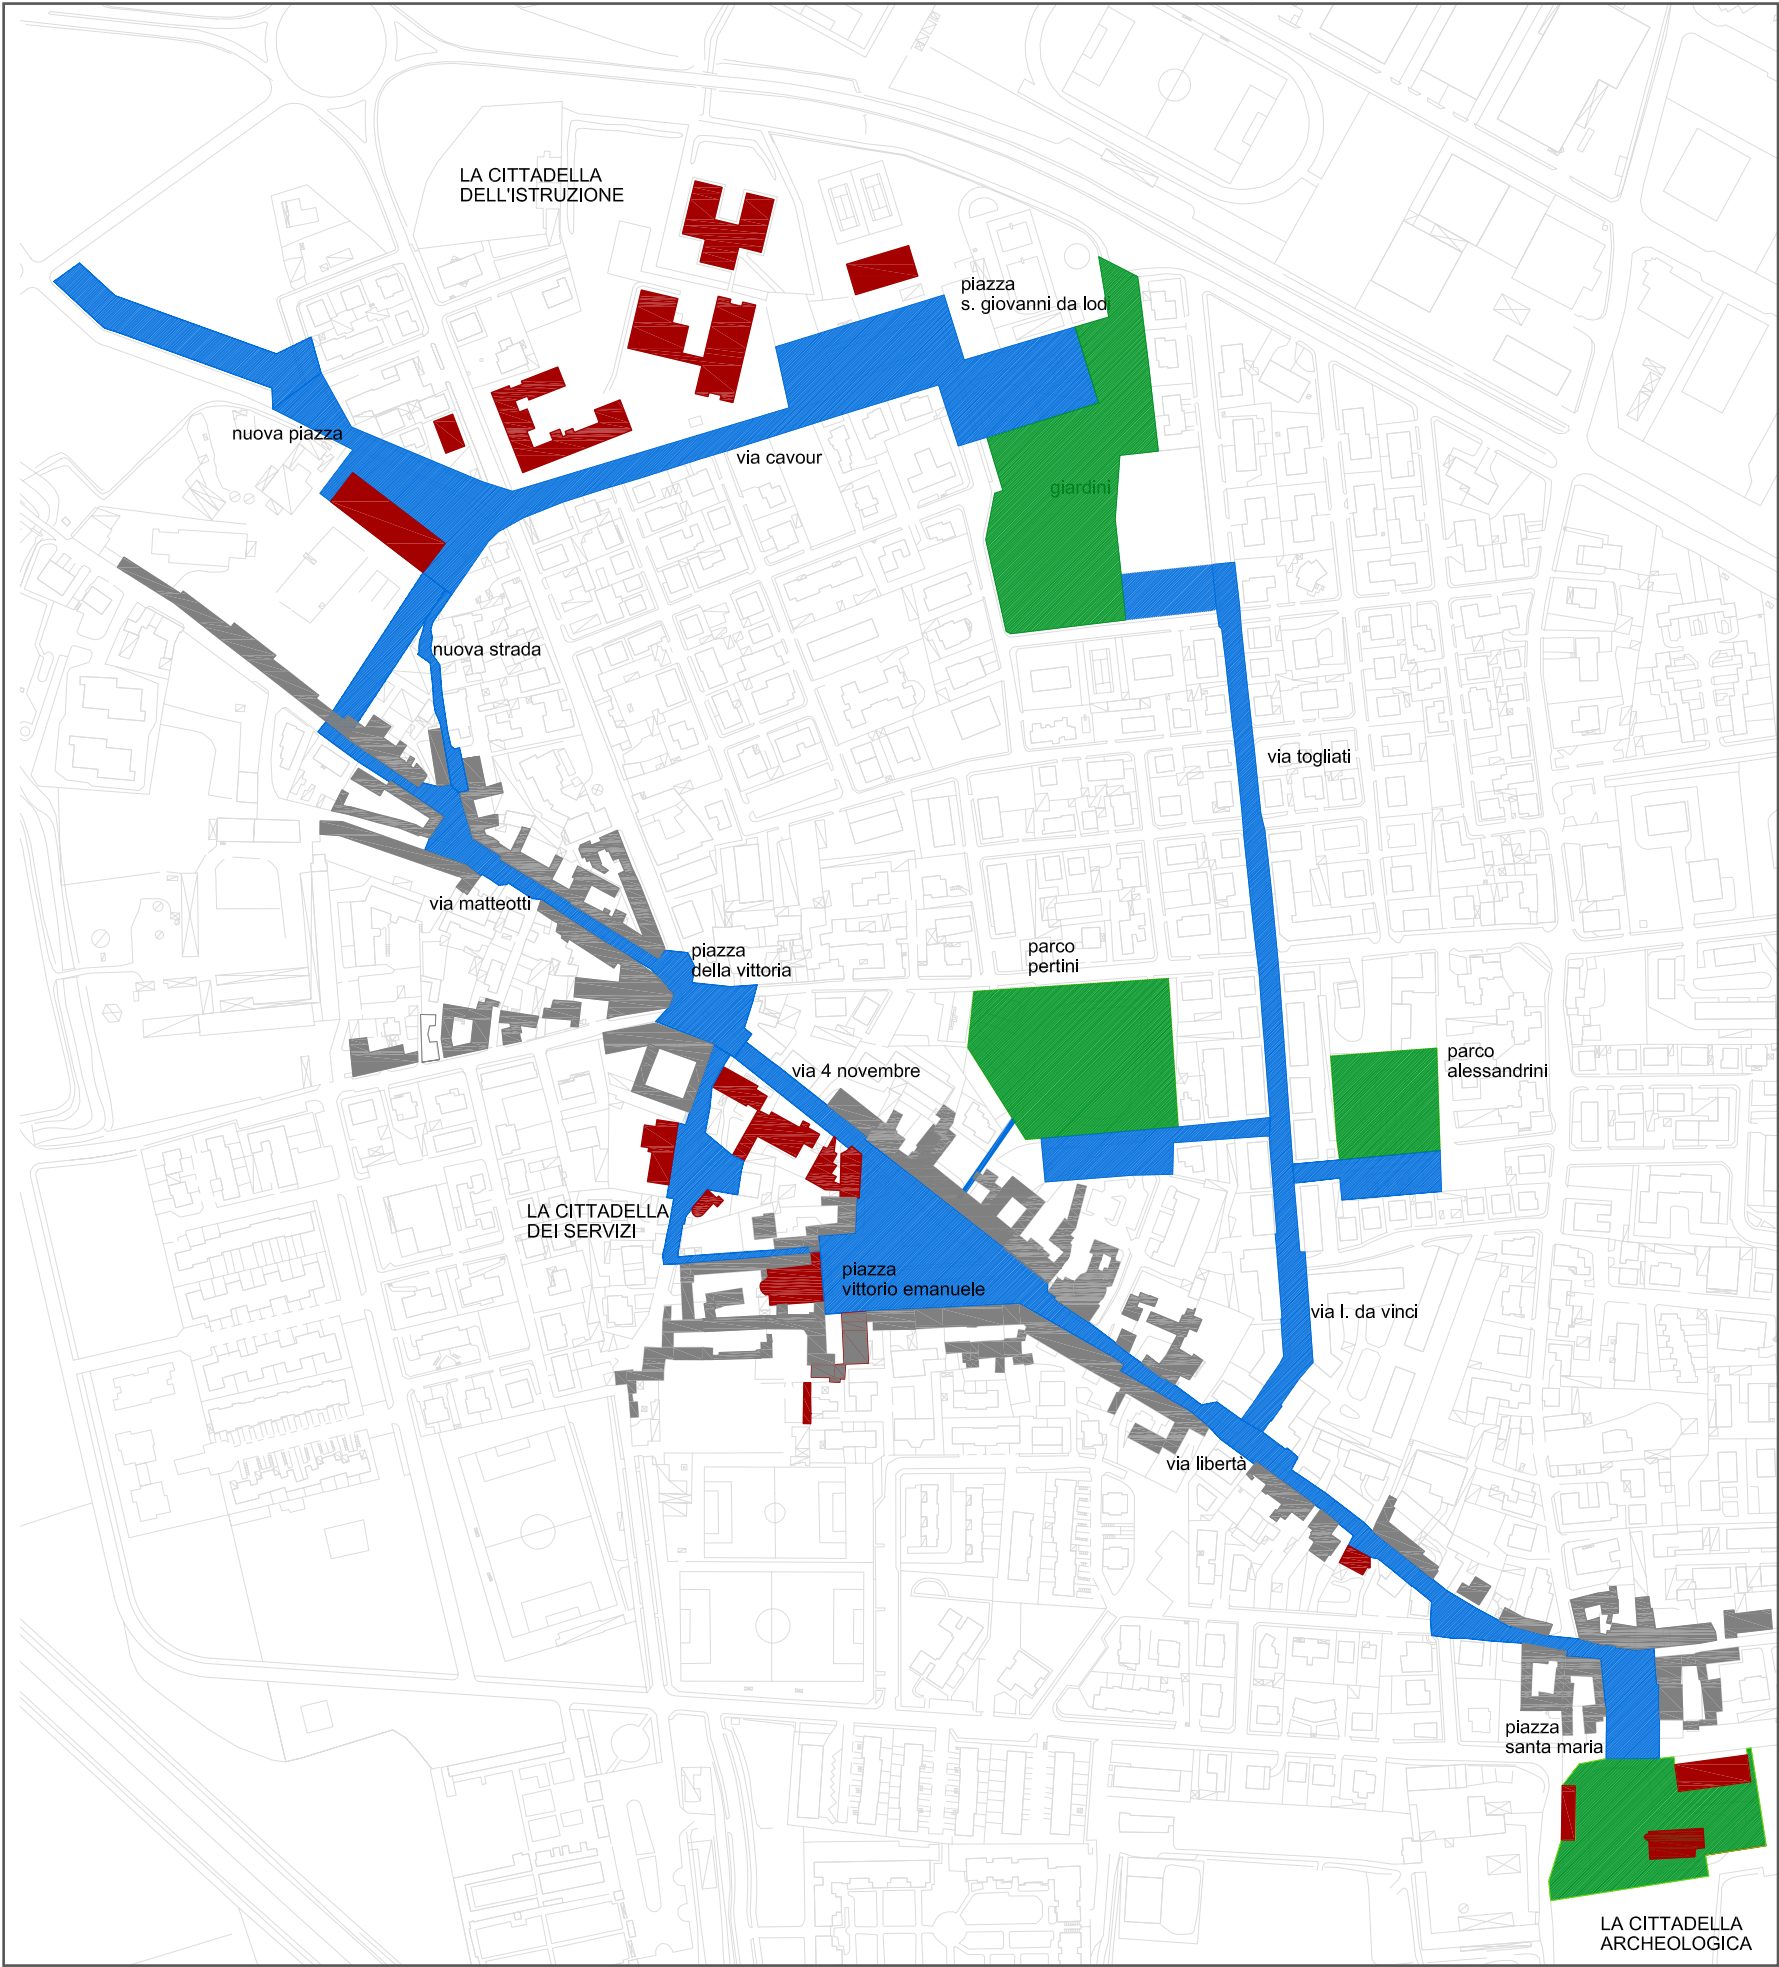 LA CITTADELLA
DELL'ISTRUZIONE
piazza
s. giovanni da lodi
nuova piazza
via cavour
giardini
nuova strada
via togliati
via matteotti
piazza
della vittoria
parco
pertini
parco
alessandrini
via 4 novembre
LA CITTADELLA
DEI SERVIZI
piazza
vittorio emanuele
via l. da vinci
via libertà
piazza
santa maria
LA CITTADELLA
ARCHEOLOGICA